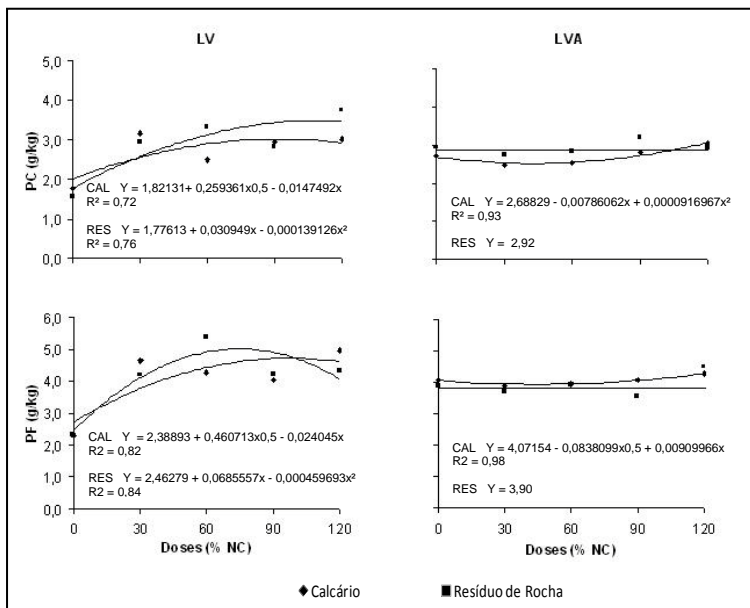 LV
LVA
PC (g/kg)
5,0
4,0
3,0
2,0
1,0
0,0
CAL Y = 1,82131+ 0,259361x0,5 - 0,0147492x
R² = 0,72
RES Y = 1,77613 + 0,030949x - 0,000139126x²
R² = 0,76
CAL Y = 2,68829 - 0,00786062x + 0,0000916967x²
R² = 0,93
RES Y = 2,92
PF (g/kg)
6,0
5,0
4,0
3,0
2,0
1,0
0,0
CAL Y = 2,38893 + 0,460713x0,5 - 0,024045x
R2 = 0,82
RES Y = 2,46279 + 0,0685557x - 0,000459693x²
R2 = 0,84
CAL Y = 4,07154 - 0,0838099x0,5 + 0,00909966x
R² = 0,98
RES Y = 3,90
0 30 60 90 120
0 30 60 90 120
Doses (% NC)
Doses (% NC)
Calcário
Resíduo de Rocha